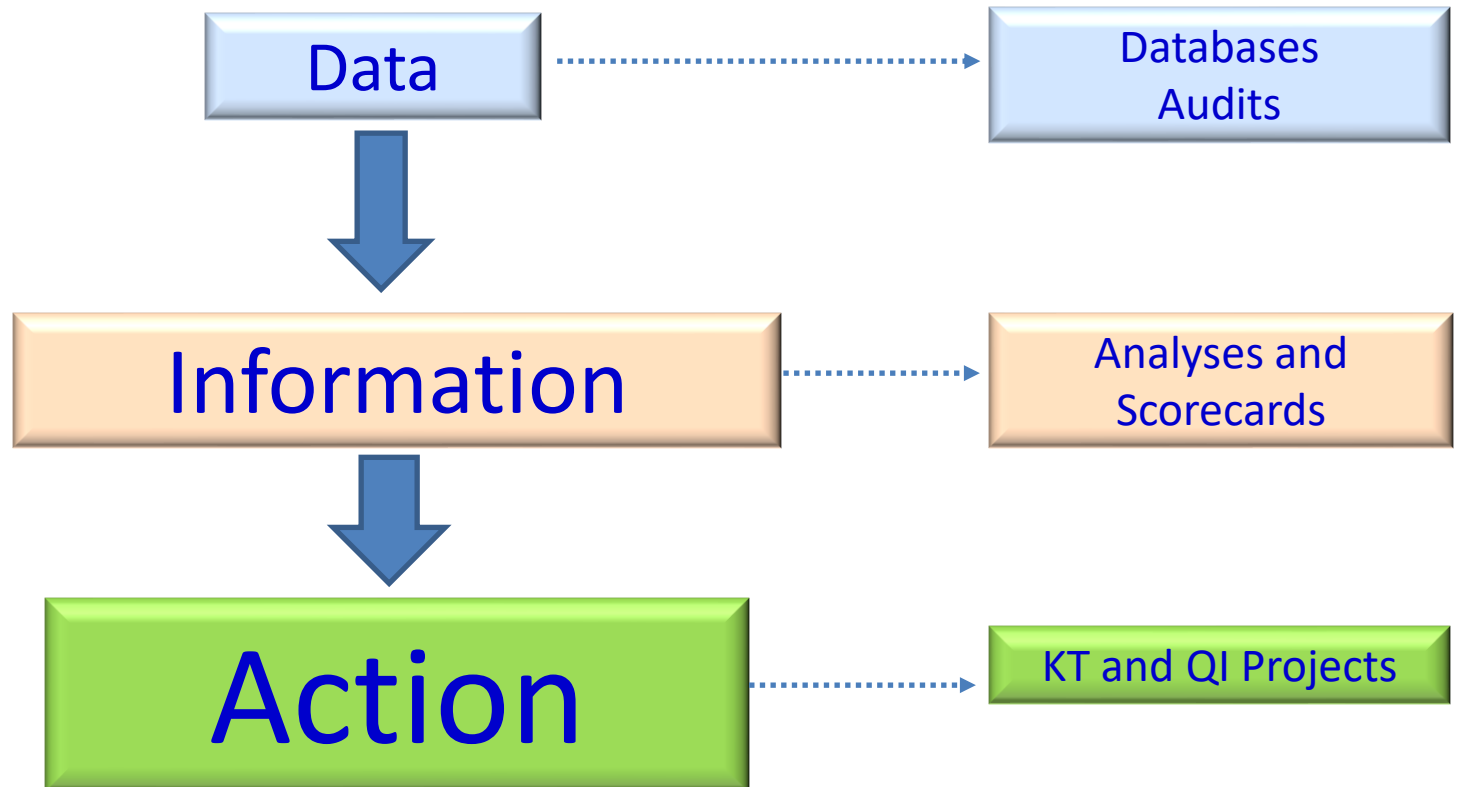 Data
Databases
Audits
Information
Analyses and
Scorecards
Action
KT and QI Projects